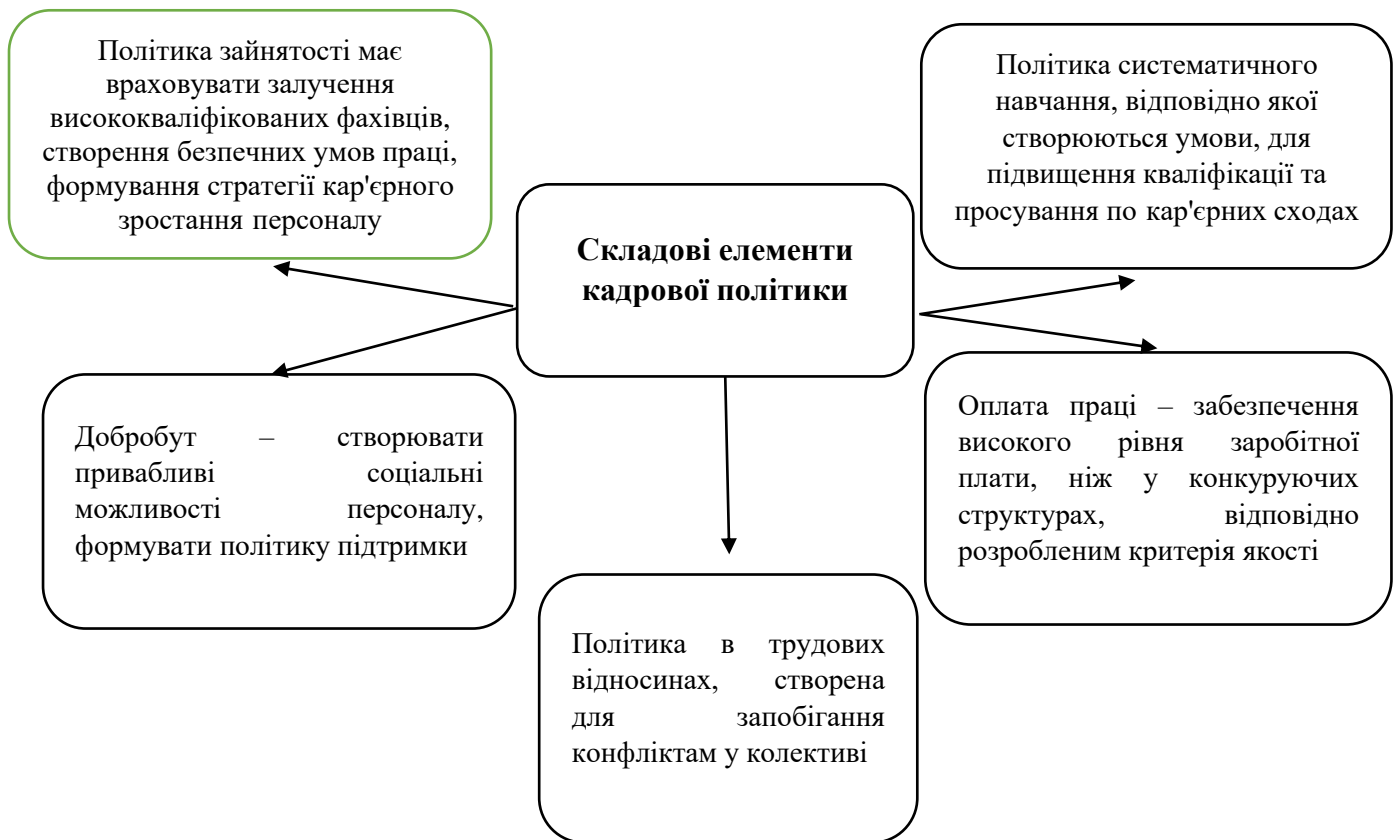 Політика зайнятості має
враховувати залучення
висококваліфікованих фахівців,
створення безпечних умов праці,
формування стратегії кар'єрного
зростання персоналу
Політика систематичного
навчання, відповідно якої
створюються умови, для
підвищення кваліфікації та
просування по кар'єрних сходах
Складові елементи
кадрової політики
Добробут – створювати
привабливі соціальні
можливості персоналу,
формувати політику підтримки
Оплата праці – забезпечення
високого рівня заробітної
плати, ніж у конкуруючих
структурах, відповідно
розробленим критерія якості
Політика в трудових
відносинах, створена
для запобігання
конфліктам у колективі